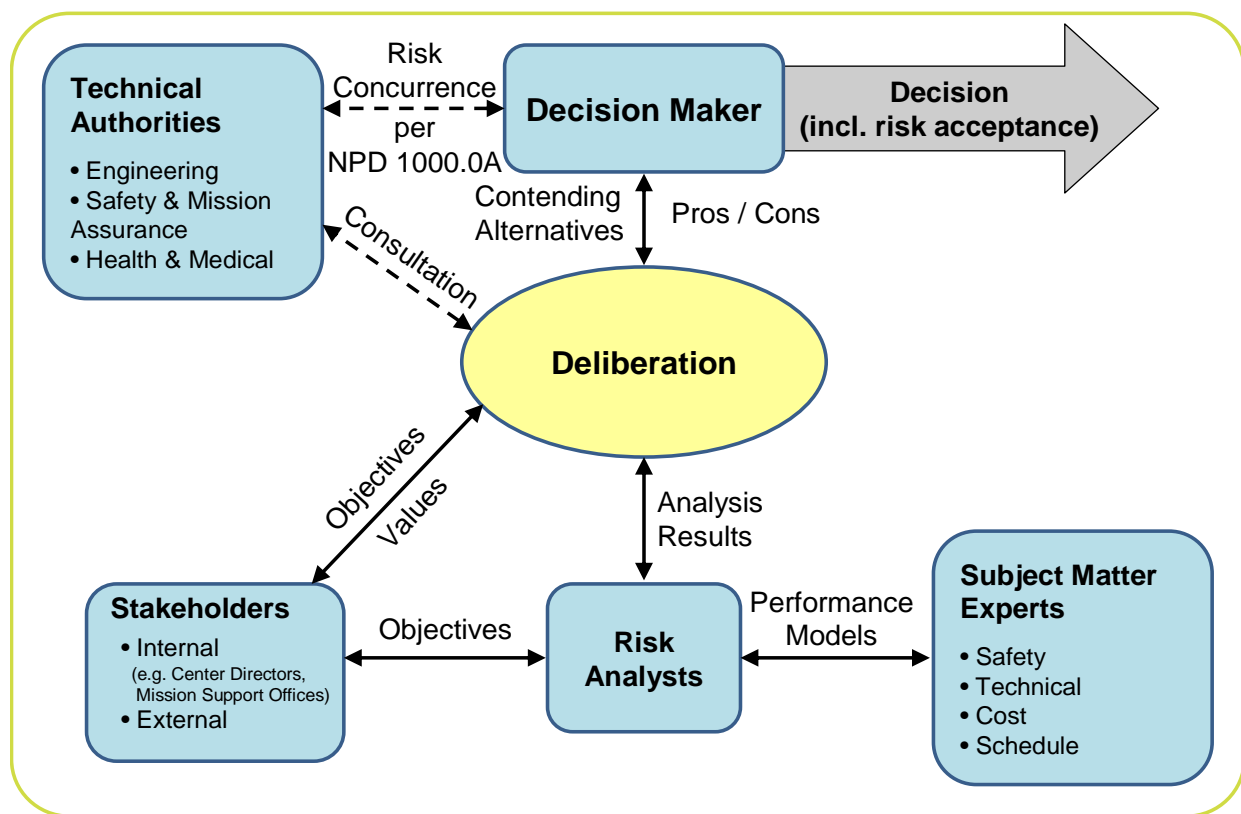 Technical
Authorities
• Engineering
• Safety & Mission
Assurance
• Health & Medical
Risk
Concurrence
per
NPD 1000.0A
Decision Maker
Decision
(incl. risk acceptance)
Contending
Alternatives
Pros / Cons
Consultation
Deliberation
Objectives
Values
Analysis
Results
Stakeholders
• Internal
(e.g. Center Directors,
Mission Support Offices)
• External
Objectives
Risk
Analysts
Performance
Models
Subject Matter
Experts
• Safety
• Technical
• Cost
• Schedule